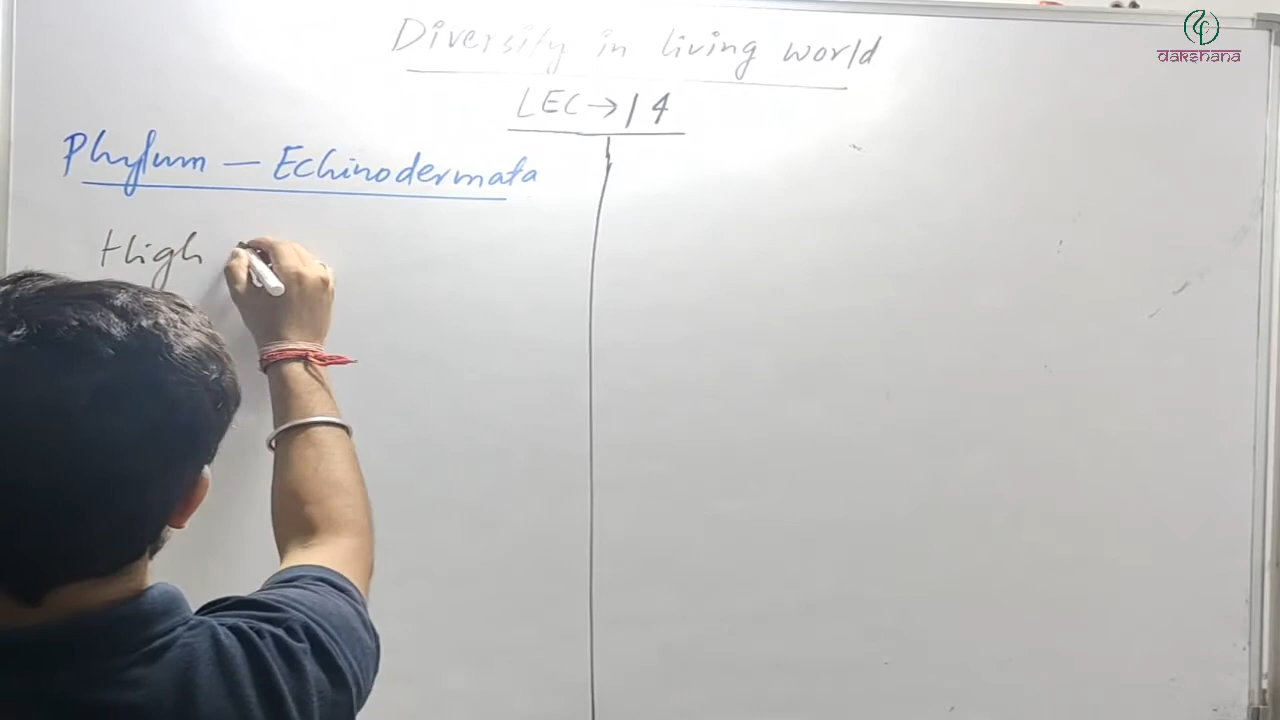 dakshana
Diversity in living world
LEC → 14
Phylum — Echinodermata
High